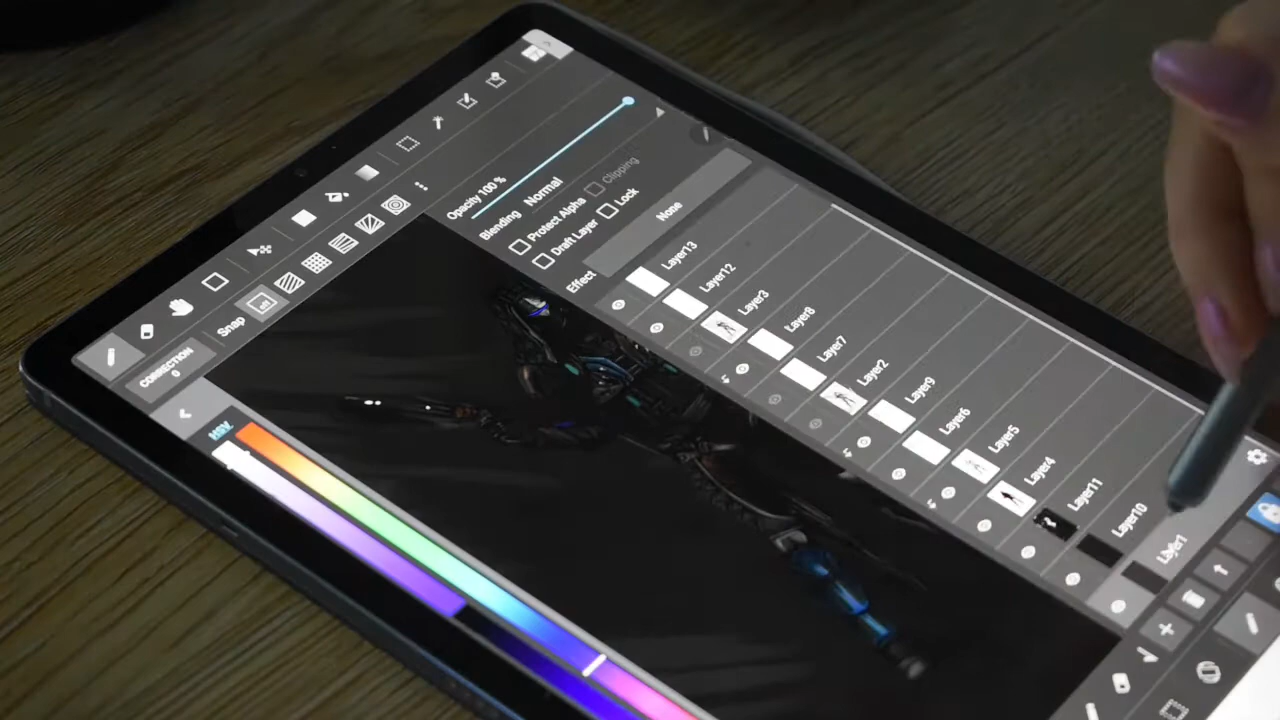 Opacity 100 %
Blending Normal
Protect Alpha Clipping
Draft Layer Lock
Effect None
Layer13
Layer12
Layer3
Layer8
Layer7
Layer2
Layer9
Layer6
Layer5
Layer4
Layer11
Layer10
Layer1
Snap off
CORRECTION
0
HSV